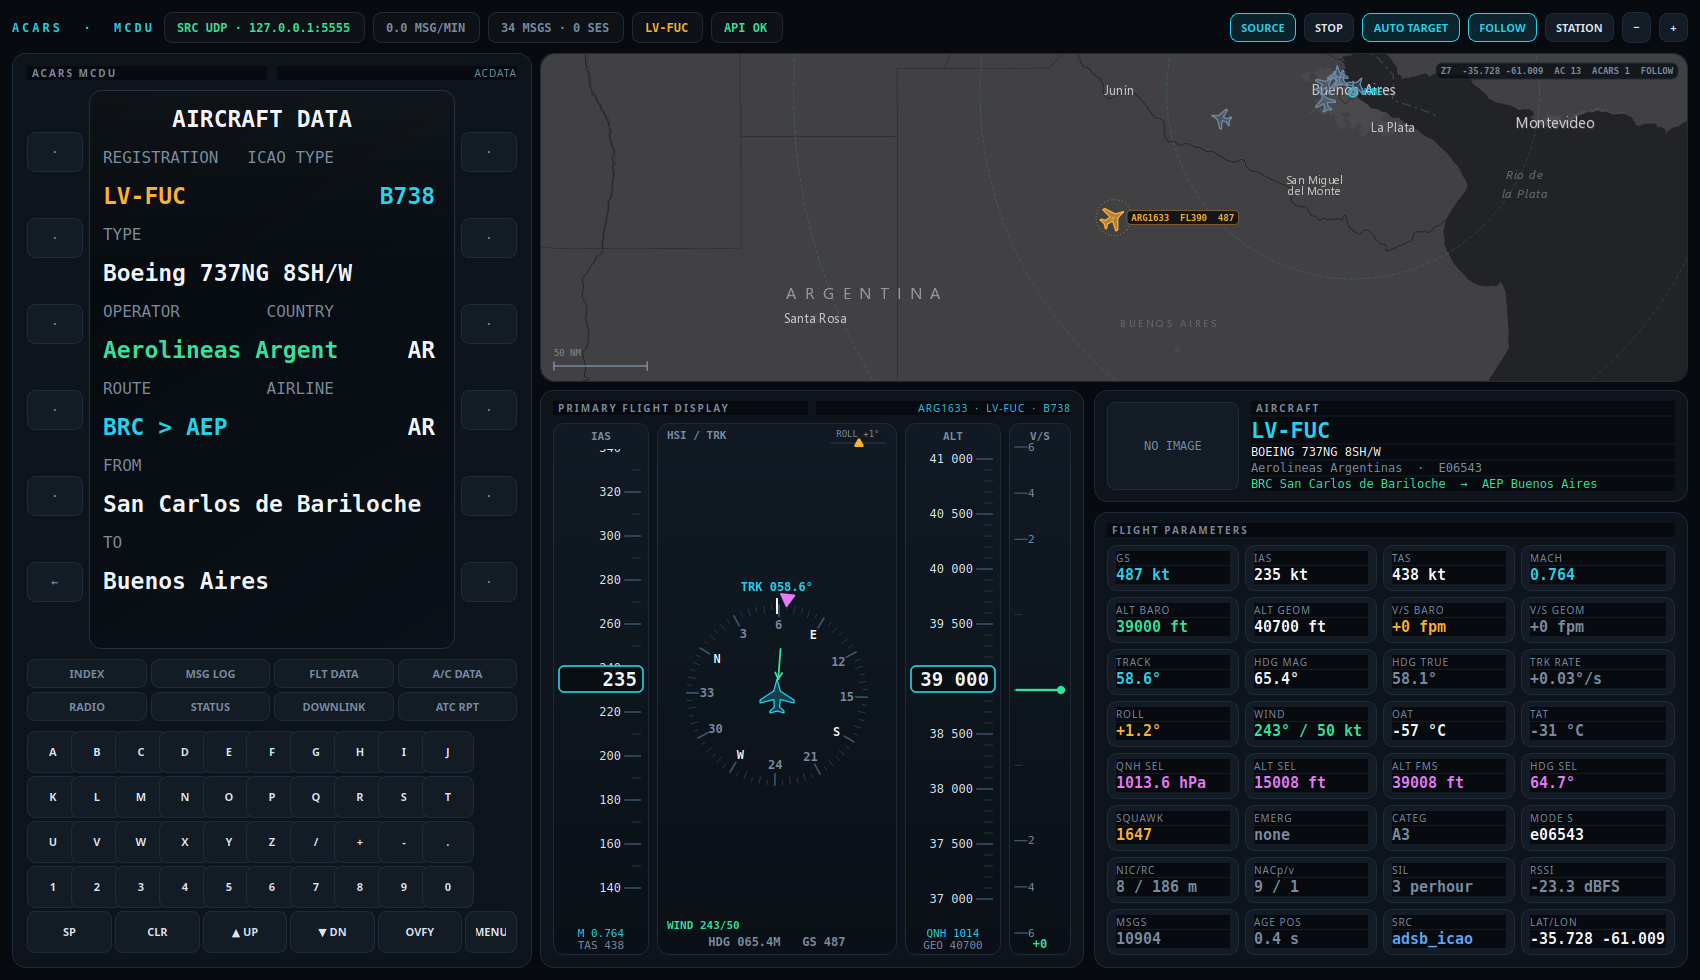 ACARS · MCDU
SRC UDP · 127.0.0.1:5555
0.0 MSG/MIN
34 MSGS · 0 SES
LV-FUC
API OK
SOURCE
STOP
AUTO TARGET
FOLLOW
STATION
−
+
ACARS MCDU
ACDATA
AIRCRAFT DATA
REGISTRATION ICAO TYPE
LV-FUC B738
TYPE
Boeing 737NG 8SH/W
OPERATOR COUNTRY
Aerolineas Argent AR
ROUTE AIRLINE
BRC > AEP AR
FROM
San Carlos de Bariloche
TO
Buenos Aires
←
INDEX MSG LOG FLT DATA A/C DATA
RADIO STATUS DOWNLINK ATC RPT
A B C D E F G H I J
K L M N O P Q R S T
U V W X Y Z / + - .
1 2 3 4 5 6 7 8 9 0
SP CLR ▲ UP ▼ DN OVFY MENU
Z7 -35.728 -61.009 AC 13 ACARS 1 FOLLOW
Junin
Buenos Aires
La Plata
Montevideo
San Miguel
del Monte
Rio de
la Plata
ARG1633 FL390 487
ARGENTINA
Santa Rosa
BUENOS AIRES
50 NM
PRIMARY FLIGHT DISPLAY
ARG1633 · LV-FUC · B738
IAS
340
320
300
280
260
240
235
220
200
180
160
140
M 0.764
TAS 438
HSI / TRK
ROLL +1°
TRK 058.6°
3 6 E
N 12
33 15
30 S
W 24 21
WIND 243/50
HDG 065.4M GS 487
ALT
41 000
40 500
40 000
39 500
39 000
38 500
38 000
37 500
37 000
QNH 1014
GEO 40700
V/S
6
4
2
2
4
6
+0
NO IMAGE
AIRCRAFT
LV-FUC
BOEING 737NG 8SH/W
Aerolineas Argentinas · E06543
BRC San Carlos de Bariloche → AEP Buenos Aires
FLIGHT PARAMETERS
GS IAS TAS MACH
487 kt 235 kt 438 kt 0.764
ALT BARO ALT GEOM V/S BARO V/S GEOM
39000 ft 40700 ft +0 fpm +0 fpm
TRACK HDG MAG HDG TRUE TRK RATE
58.6° 65.4° 58.1° +0.03°/s
ROLL WIND OAT TAT
+1.2° 243° / 50 kt -57 °C -31 °C
QNH SEL ALT SEL ALT FMS HDG SEL
1013.6 hPa 15008 ft 39008 ft 64.7°
SQUAWK EMERG CATEG MODE S
1647 none A3 e06543
NIC/RC NACp/v SIL RSSI
8 / 186 m 9 / 1 3 perhour -23.3 dBFS
MSGS AGE POS SRC LAT/LON
10904 0.4 s adsb_icao -35.728 -61.009